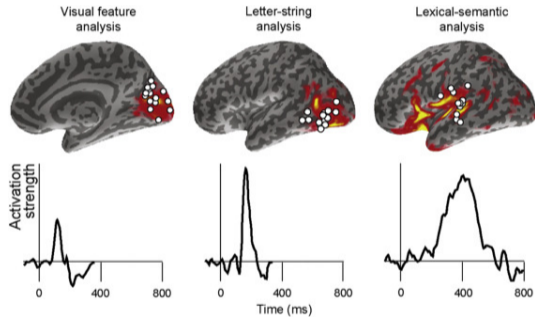 Visual feature
analysis
Letter-string
analysis
Lexical-semantic
analysis
Activation
strength
0 400 800
0 400 800
0 400 800
Time (ms)